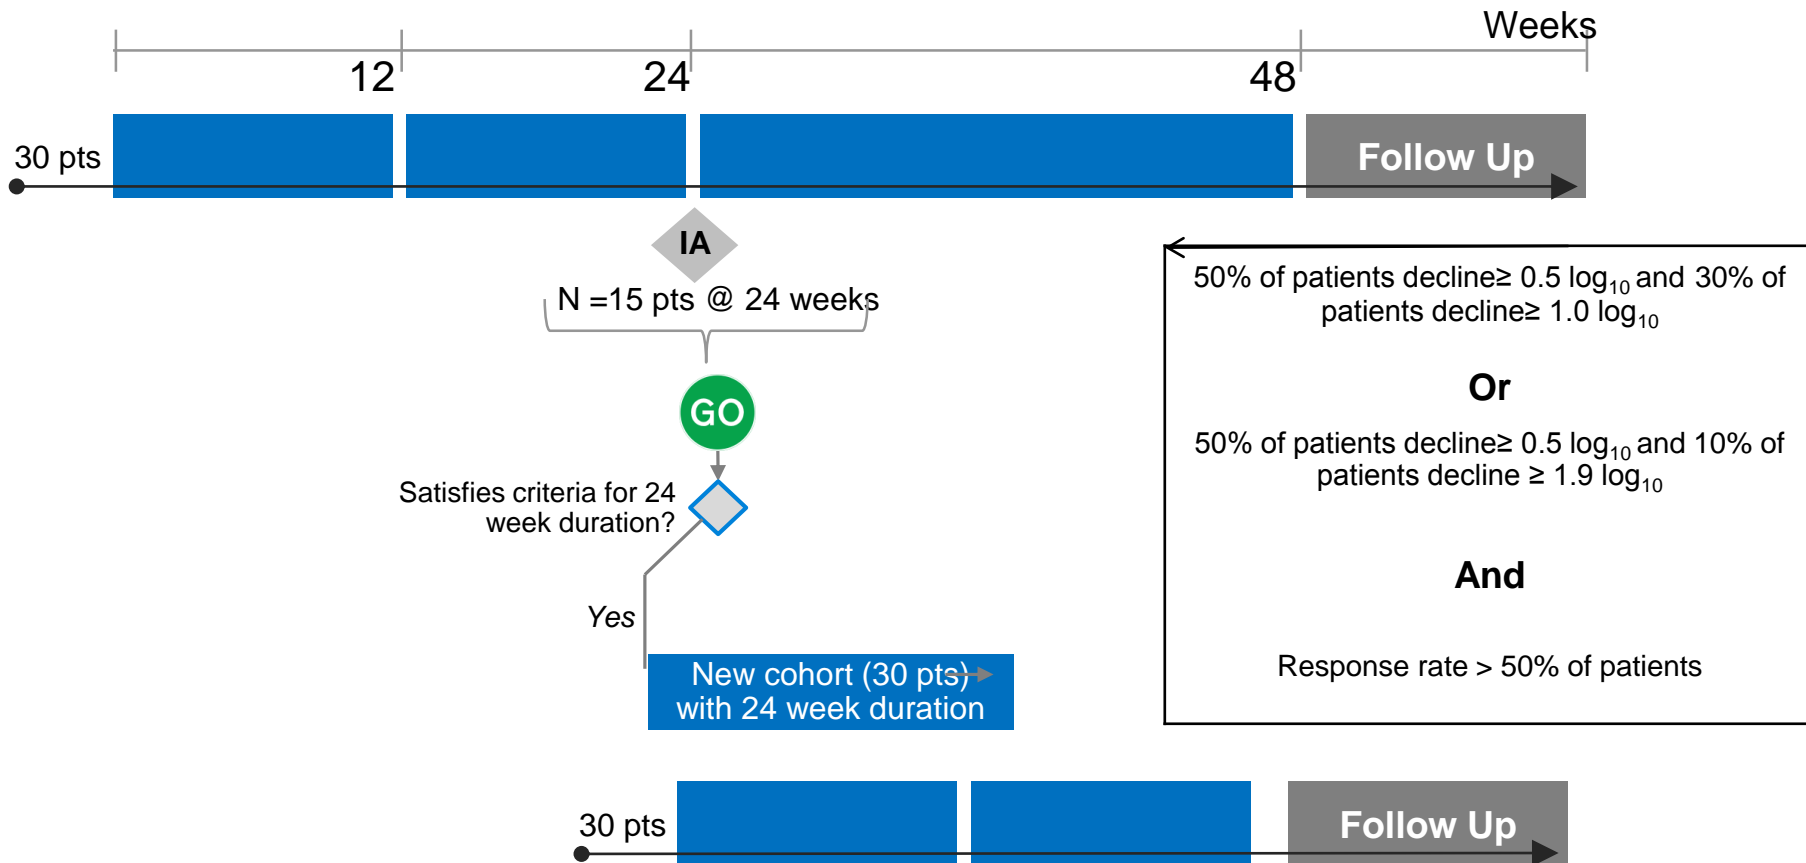 Weeks
12
24
48
30 pts
Follow Up
IA
N =15 pts @ 24 weeks
GO
Satisfies criteria for 24
week duration?
Yes
New cohort (30 pts)
with 24 week duration
50% of patients decline≥ 0.5 log₁₀ and 30% of
patients decline≥ 1.0 log₁₀
Or
50% of patients decline≥ 0.5 log₁₀ and 10% of
patients decline ≥ 1.9 log₁₀
And
Response rate > 50% of patients
30 pts
Follow Up